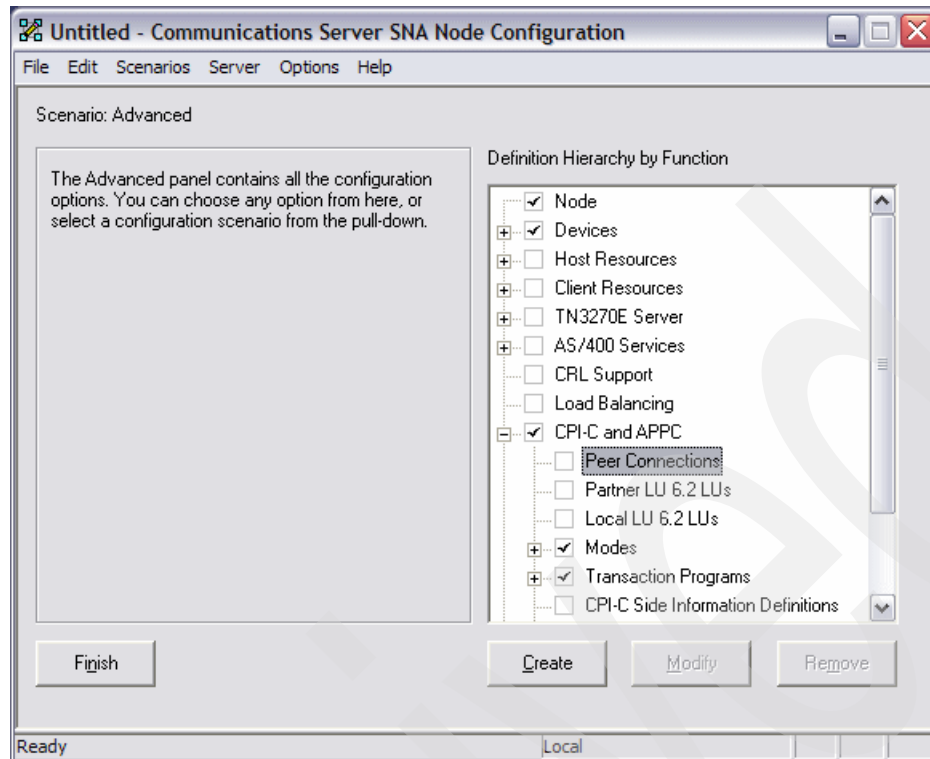 Untitled - Communications Server SNA Node Configuration
File Edit Scenarios Server Options Help
Scenario: Advanced
The Advanced panel contains all the configuration
options. You can choose any option from here, or
select a configuration scenario from the pull-down.
Definition Hierarchy by Function
Node
Devices
Host Resources
Client Resources
TN3270E Server
AS/400 Services
CRL Support
Load Balancing
CPI-C and APPC
Peer Connections
Partner LU 6.2 LUs
Local LU 6.2 LUs
Modes
Transaction Programs
CPI-C Side Information Definitions
Finish
Create
Modify
Remove
Ready
Local